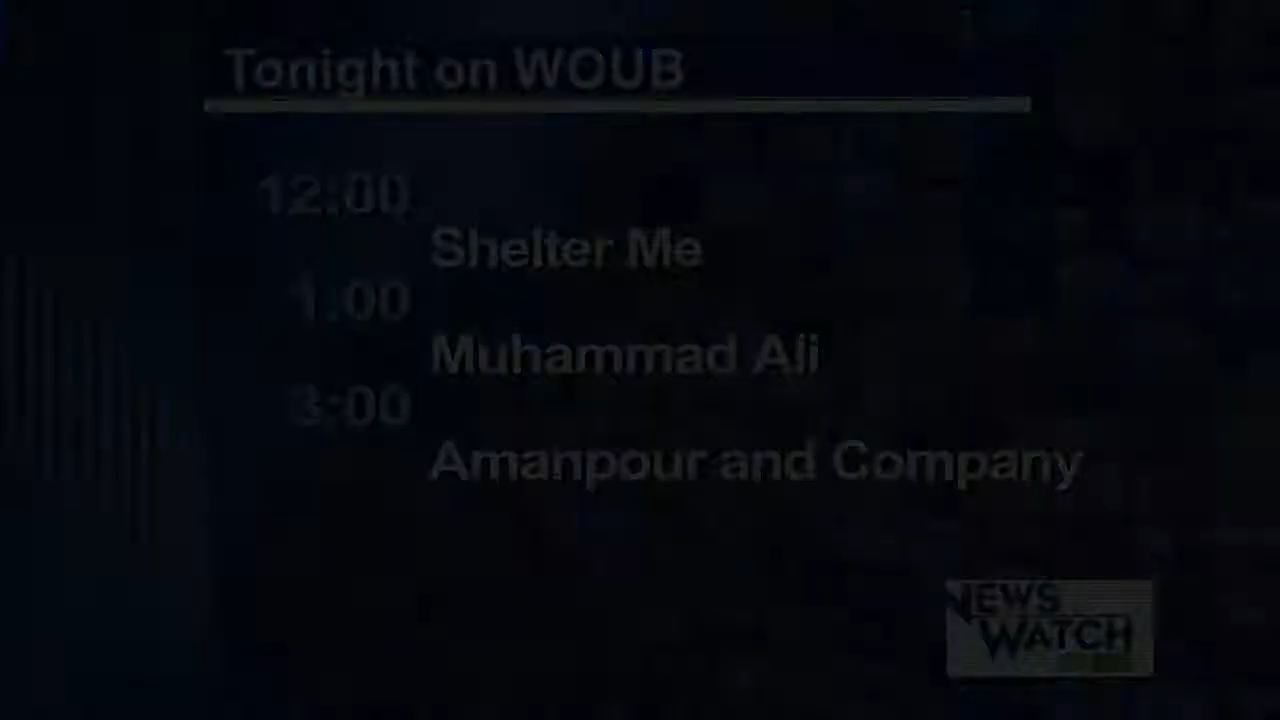 Tonight on WOUB
12:00
Shelter Me
1:00
Muhammad Ali
3:00
Amanpour and Company
NEWS
WATCH